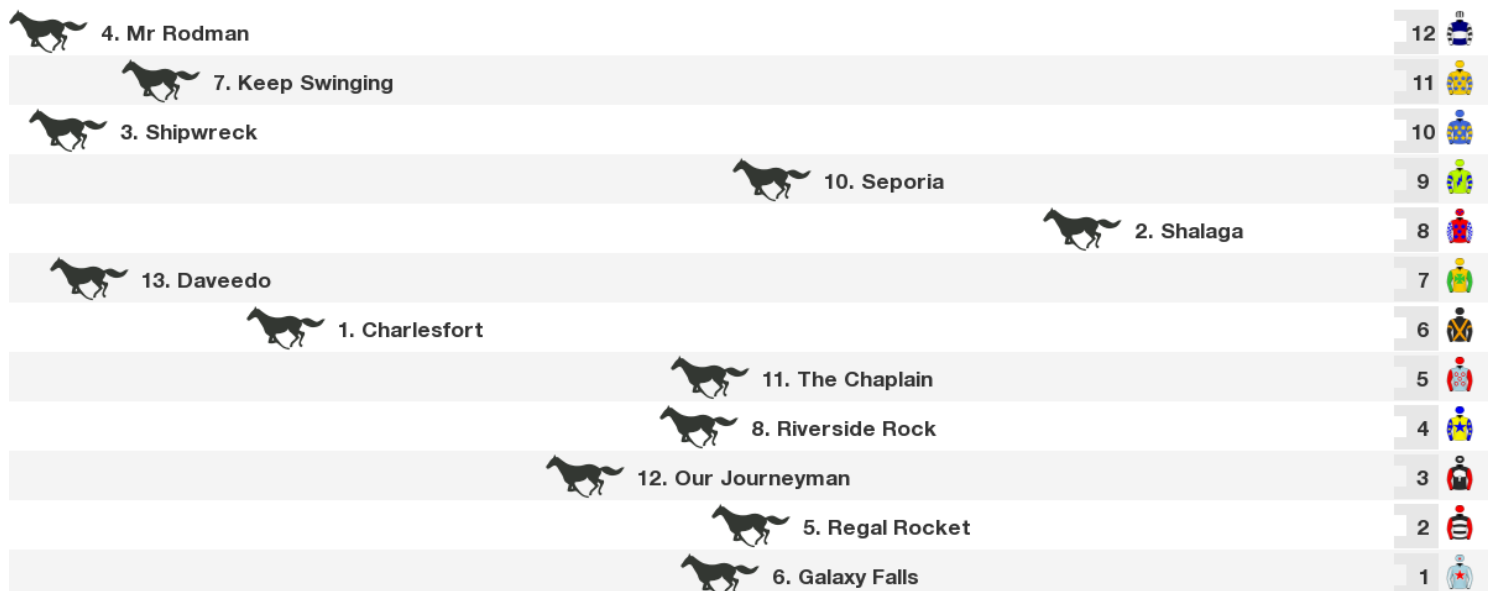 4. Mr Rodman 12
7. Keep Swinging 11
3. Shipwreck 10
10. Seporia 9
2. Shalaga 8
13. Daveedo 7
1. Charlesfort 6
11. The Chaplain 5
8. Riverside Rock 4
12. Our Journeyman 3
5. Regal Rocket 2
6. Galaxy Falls 1